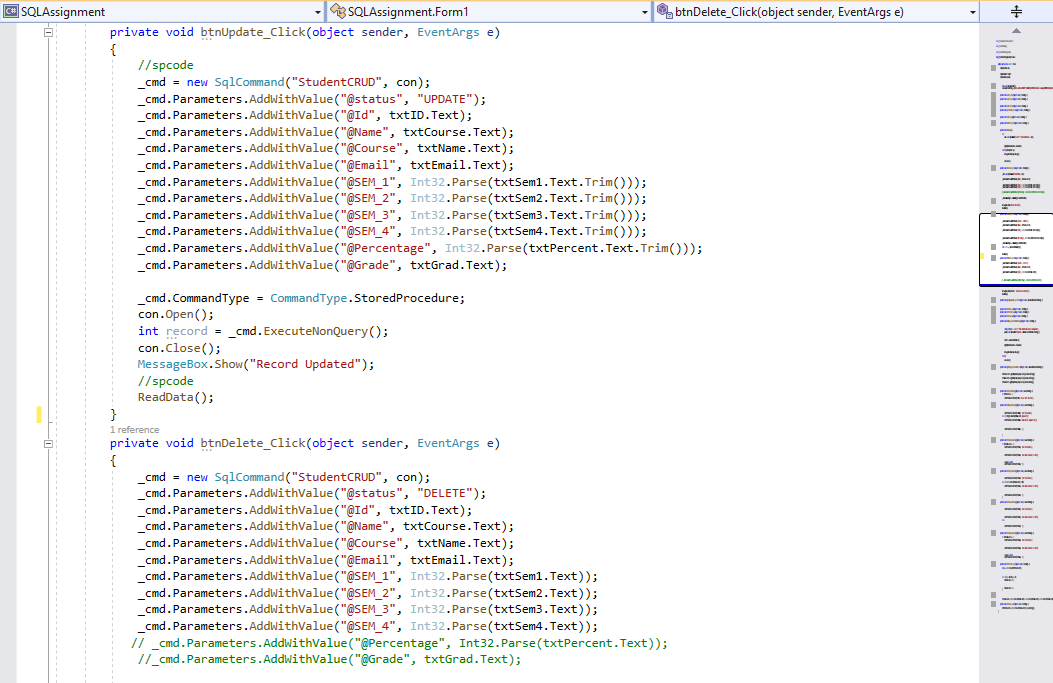 C# SQLAssignment
SQLAssignment.Form1
btnDelete_Click(object sender, EventArgs e)
private void btnUpdate_Click(object sender, EventArgs e)
{
//spcode
_cmd = new SqlCommand("StudentCRUD", con);
_cmd.Parameters.AddWithValue("@status", "UPDATE");
_cmd.Parameters.AddWithValue("@Id", txtID.Text);
_cmd.Parameters.AddWithValue("@Name", txtCourse.Text);
_cmd.Parameters.AddWithValue("@Course", txtName.Text);
_cmd.Parameters.AddWithValue("@Email", txtEmail.Text);
_cmd.Parameters.AddWithValue("@SEM_1", Int32.Parse(txtSem1.Text.Trim()));
_cmd.Parameters.AddWithValue("@SEM_2", Int32.Parse(txtSem2.Text.Trim()));
_cmd.Parameters.AddWithValue("@SEM_3", Int32.Parse(txtSem3.Text.Trim()));
_cmd.Parameters.AddWithValue("@SEM_4", Int32.Parse(txtSem4.Text.Trim()));
_cmd.Parameters.AddWithValue("@Percentage", Int32.Parse(txtPercent.Text.Trim()));
_cmd.Parameters.AddWithValue("@Grade", txtGrad.Text);
_cmd.CommandType = CommandType.StoredProcedure;
con.Open();
int record = _cmd.ExecuteNonQuery();
con.Close();
MessageBox.Show("Record Updated");
//spcode
ReadData();
}
1 reference
private void btnDelete_Click(object sender, EventArgs e)
{
_cmd = new SqlCommand("StudentCRUD", con);
_cmd.Parameters.AddWithValue("@status", "DELETE");
_cmd.Parameters.AddWithValue("@Id", txtID.Text);
_cmd.Parameters.AddWithValue("@Name", txtCourse.Text);
_cmd.Parameters.AddWithValue("@Course", txtName.Text);
_cmd.Parameters.AddWithValue("@Email", txtEmail.Text);
_cmd.Parameters.AddWithValue("@SEM_1", Int32.Parse(txtSem1.Text));
_cmd.Parameters.AddWithValue("@SEM_2", Int32.Parse(txtSem2.Text));
_cmd.Parameters.AddWithValue("@SEM_3", Int32.Parse(txtSem3.Text));
_cmd.Parameters.AddWithValue("@SEM_4", Int32.Parse(txtSem4.Text));
// _cmd.Parameters.AddWithValue("@Percentage", Int32.Parse(txtPercent.Text));
//_cmd.Parameters.AddWithValue("@Grade", txtGrad.Text);